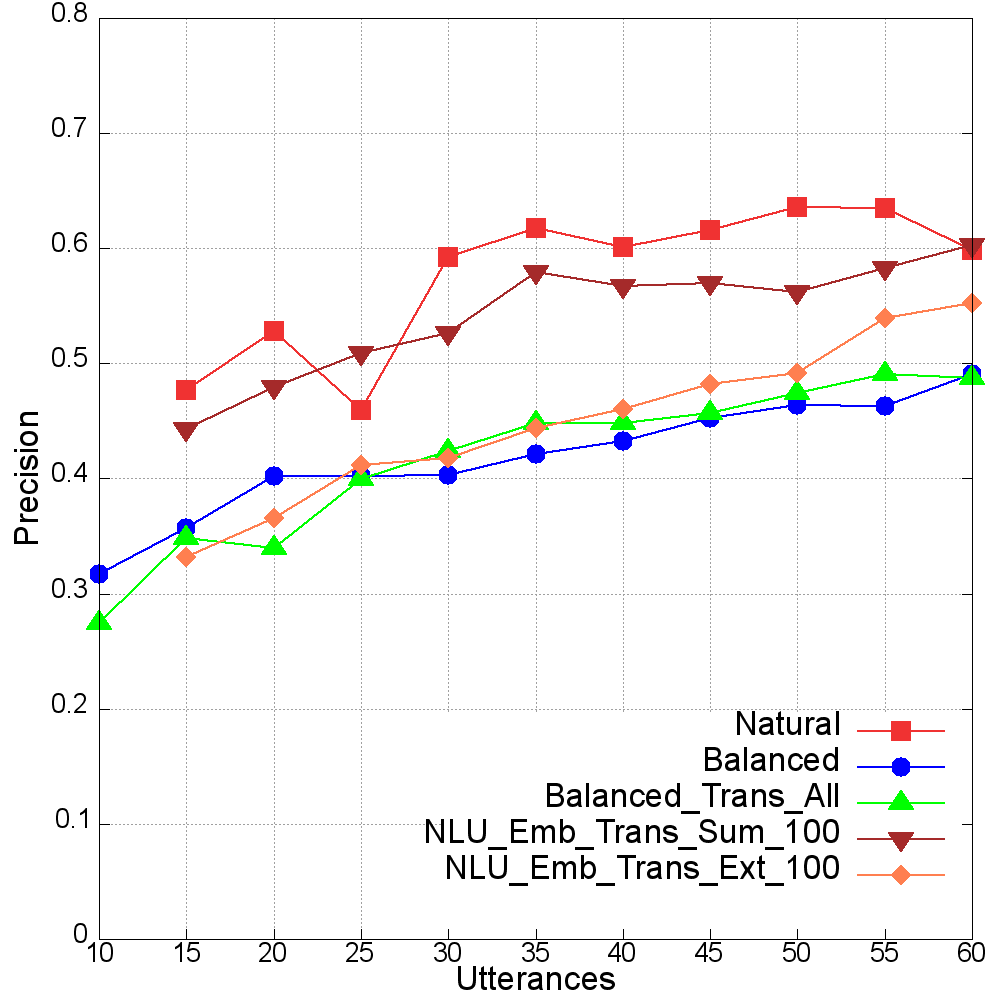 0.8
0.7
0.6
0.5
0.4
0.3
0.2
0.1
0
Precision
10 15 20 25 30 35 40 45 50 55 60
Utterances
Natural
Balanced
Balanced_Trans_All
NLU_Emb_Trans_Sum_100
NLU_Emb_Trans_Ext_100